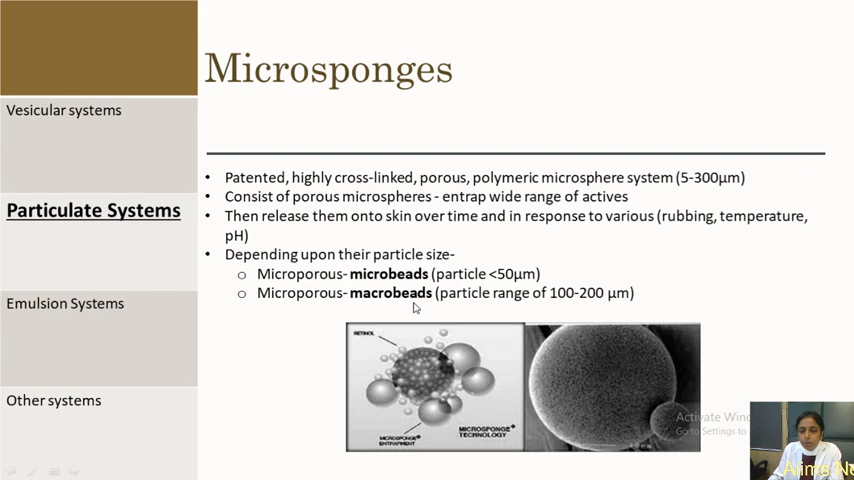 Microsponges
Vesicular systems
Particulate Systems
Emulsion Systems
Other systems
• Patented, highly cross-linked, porous, polymeric microsphere system (5-300µm)
• Consist of porous microspheres - entrap wide range of actives
• Then release them onto skin over time and in response to various (rubbing, temperature,
pH)
• Depending upon their particle size-
o Microporous- microbeads (particle <50µm)
o Microporous- macrobeads (particle range of 100-200 µm)
RETINOL
MICROSPONGE
ENTRAPMENT
MICROSPONGE
TECHNOLOGY
Activate Wind
Go to Settings to